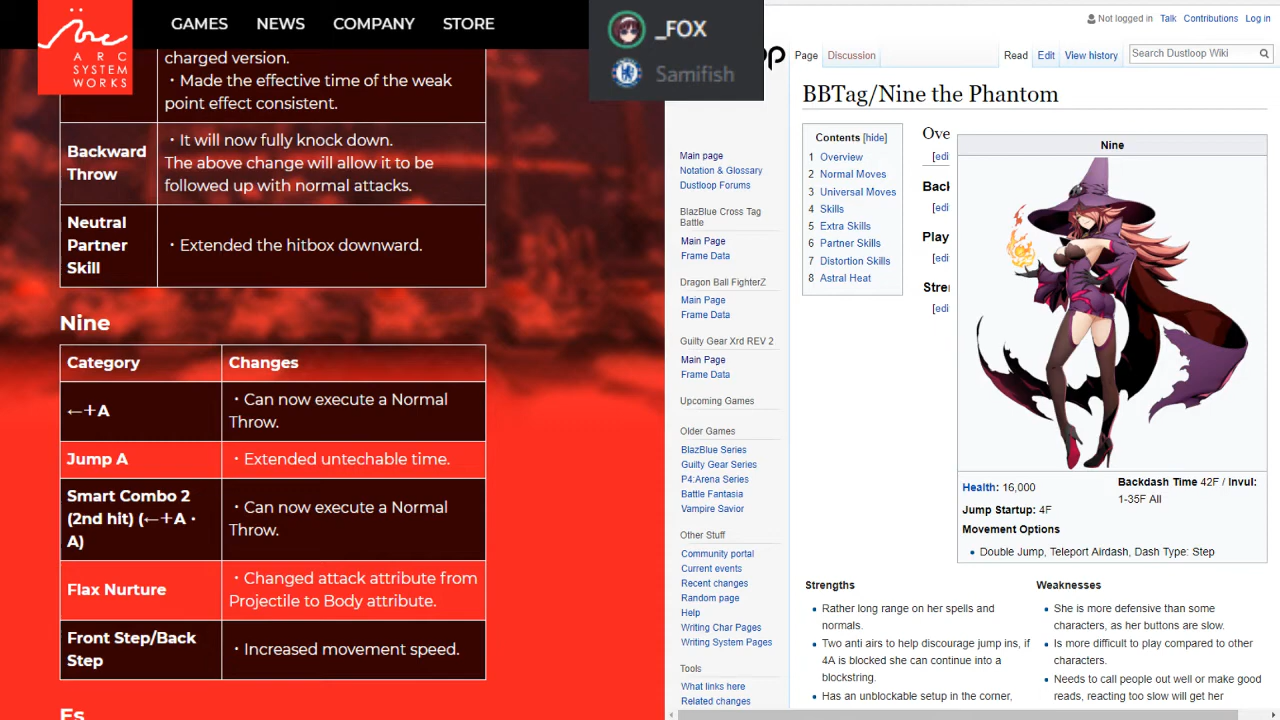 ARC
SYSTEM
WORKS
GAMES NEWS COMPANY STORE
_FOX
Samifish
charged version.
・Made the effective time of the weak
point effect consistent.
Backward
Throw
・It will now fully knock down.
The above change will allow it to be
followed up with normal attacks.
Neutral
Partner
Skill
・Extended the hitbox downward.
Nine
Category Changes
←+A
・Can now execute a Normal
Throw.
Jump A ・Extended untechable time.
Smart Combo 2
(2nd hit) (←+A・
A)
・Can now execute a Normal
Throw.
Flax Nurture
・Changed attack attribute from
Projectile to Body attribute.
Front Step/Back
Step
・Increased movement speed.
Es
Not logged in Talk Contributions Log in
Page Discussion Read Edit View history Search Dustloop Wiki
BBTag/Nine the Phantom
Main page
Notation & Glossary
Dustloop Forums
BlazBlue Cross Tag
Battle
Main Page
Frame Data
Dragon Ball FighterZ
Main Page
Frame Data
Guilty Gear Xrd REV 2
Main Page
Frame Data
Upcoming Games
Older Games
BlazBlue Series
Guilty Gear Series
P4:Arena Series
Battle Fantasia
Vampire Savior
Other Stuff
Community portal
Current events
Recent changes
Random page
Help
Writing Char Pages
Writing System Pages
Tools
What links here
Related changes
Contents [hide]
1 Overview
2 Normal Moves
3 Universal Moves
4 Skills
5 Extra Skills
6 Partner Skills
7 Distortion Skills
8 Astral Heat
Ove
[edi
Bac
[edi
Play
[edi
Stre
[edi
Nine
Health: 16,000
Jump Startup: 4F
Backdash Time 42F / Invul:
1-35F All
Movement Options
Double Jump, Teleport Airdash, Dash Type: Step
Strengths
Rather long range on her spells and
normals.
Two anti airs to help discourage jump ins, if
4A is blocked she can continue into a
blockstring.
Has an unblockable setup in the corner,
Weaknesses
She is more defensive than some
characters, as her buttons are slow.
Is more difficult to play compared to other
characters.
Needs to call people out well or make good
reads, reacting too slow will get her